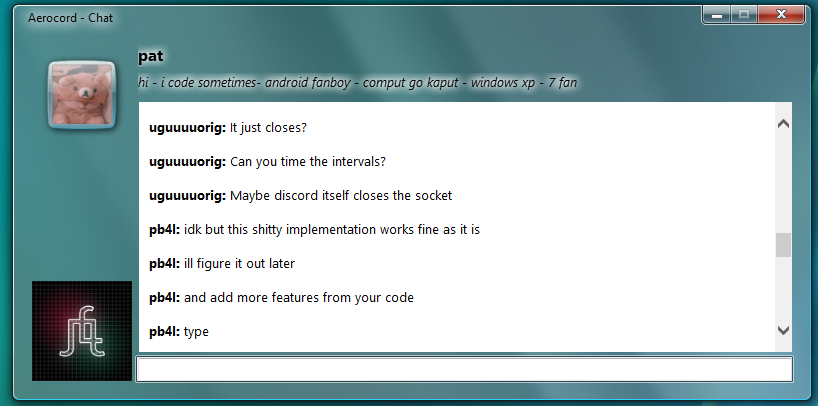 Aerocord - Chat
pat
hi - i code sometimes- android fanboy - comput go kaput - windows xp - 7 fan
uguuuuorig: It just closes?
uguuuuorig: Can you time the intervals?
uguuuuorig: Maybe discord itself closes the socket
pb4l: idk but this shitty implementation works fine as it is
pb4l: ill figure it out later
pb4l: and add more features from your code
pb4l: type